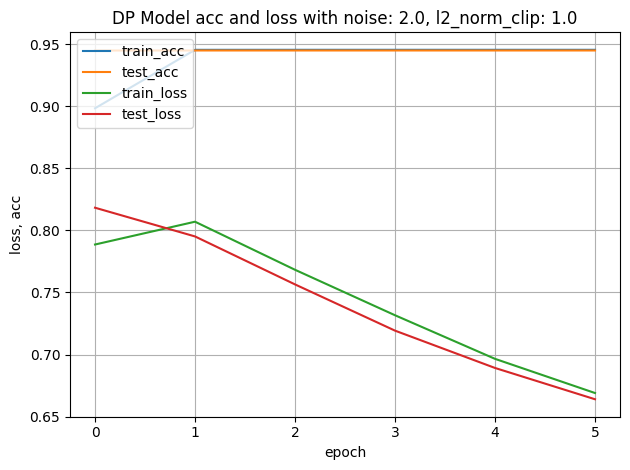 DP Model acc and loss with noise: 2.0, l2_norm_clip: 1.0
train_acc
test_acc
train_loss
test_loss
0.95
0.90
0.85
0.80
0.75
0.70
0.65
loss, acc
0 1 2 3 4 5
epoch